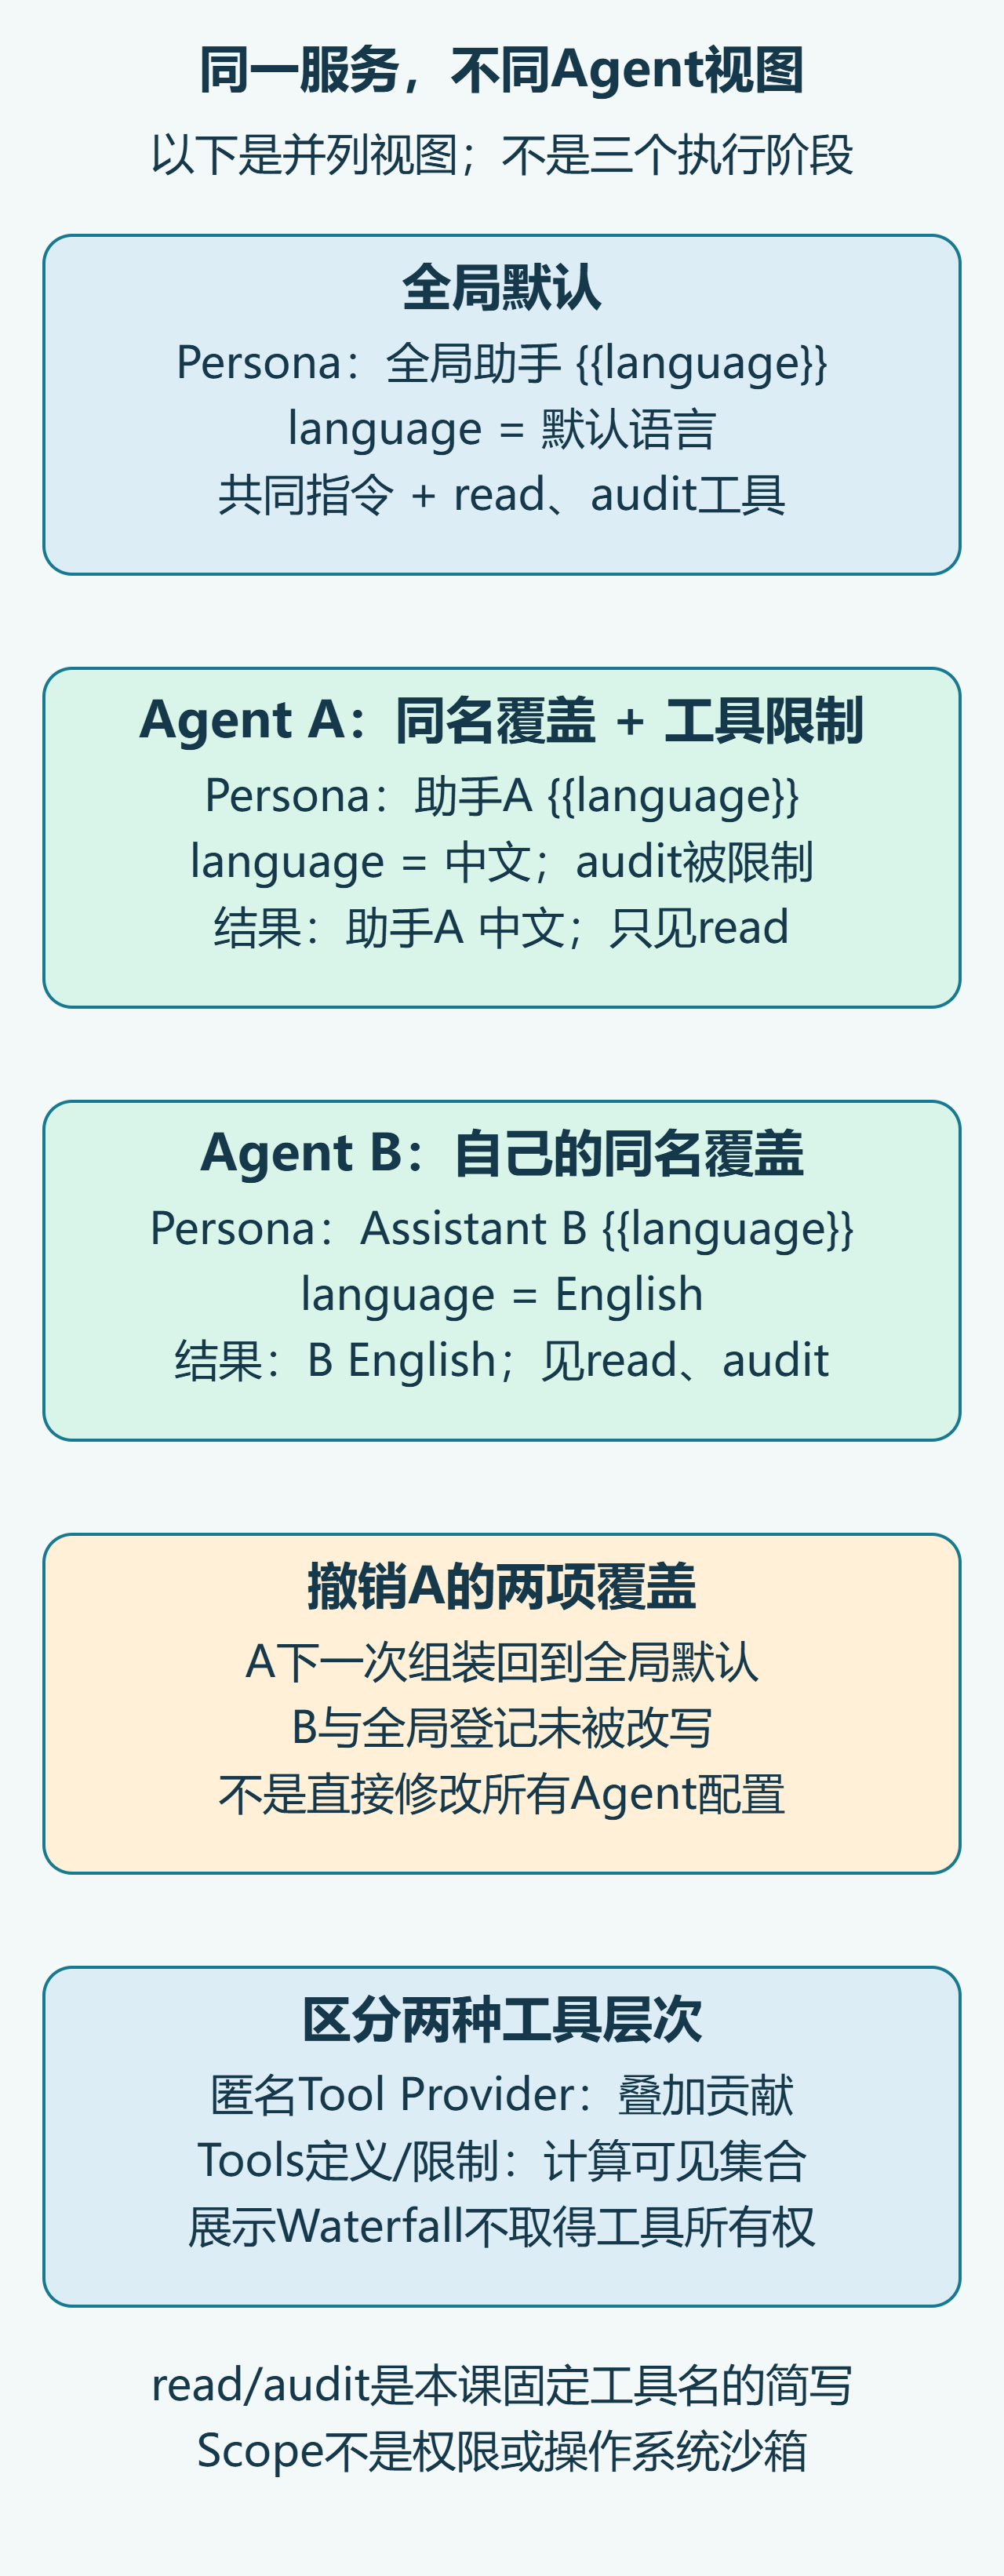 同一服务，不同Agent视图
以下是并列视图；不是三个执行阶段
全局默认
Persona：全局助手 {{language}}
language = 默认语言
共同指令 + read、audit工具
Agent A：同名覆盖 + 工具限制
Persona：助手A {{language}}
language = 中文；audit被限制
结果：助手A 中文；只见read
Agent B：自己的同名覆盖
Persona：Assistant B {{language}}
language = English
结果：B English；见read、audit
撤销A的两项覆盖
A下一次组装回到全局默认
B与全局登记未被改写
不是直接修改所有Agent配置
区分两种工具层次
匿名Tool Provider：叠加贡献
Tools定义/限制：计算可见集合
展示Waterfall不取得工具所有权
read/audit是本课固定工具名的简写
Scope不是权限或操作系统沙箱